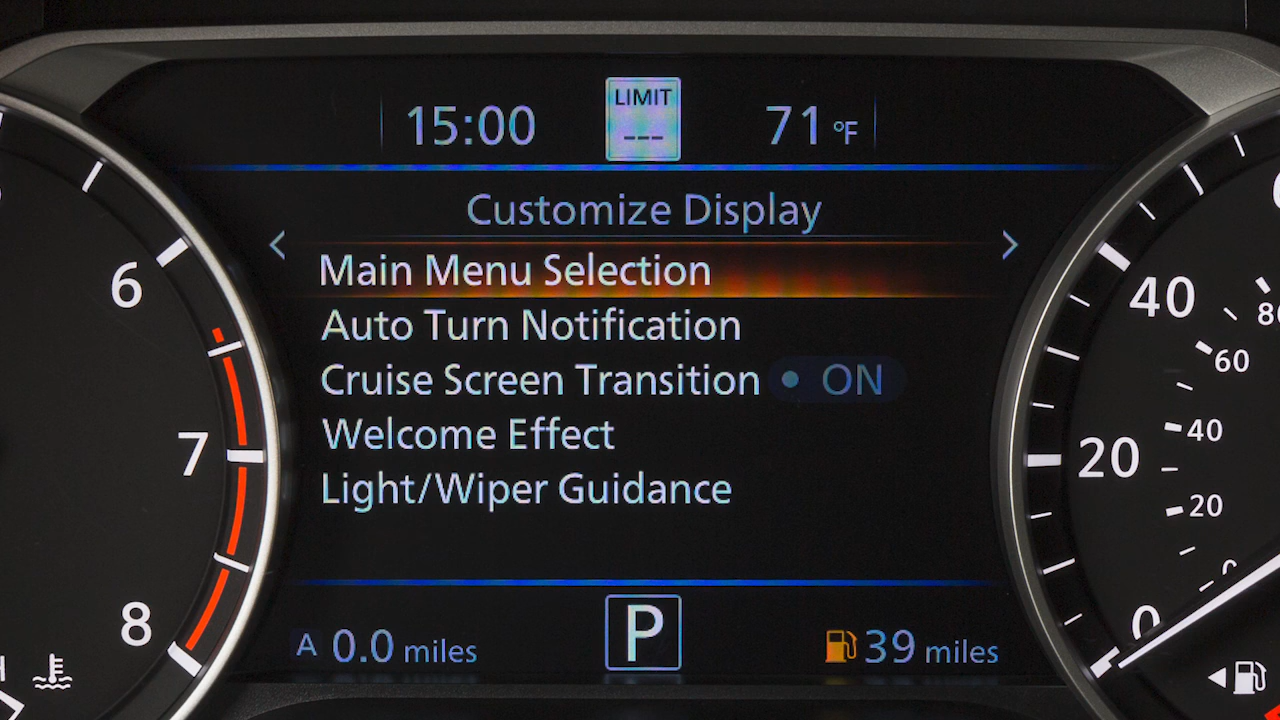 LIMIT
15:00 --- 71 °F
Customize Display
Main Menu Selection
Auto Turn Notification
Cruise Screen Transition • ON
Welcome Effect
Light/Wiper Guidance
P
A 0.0 miles 39 miles
6
7
8
40
20
0
60
40
20
0